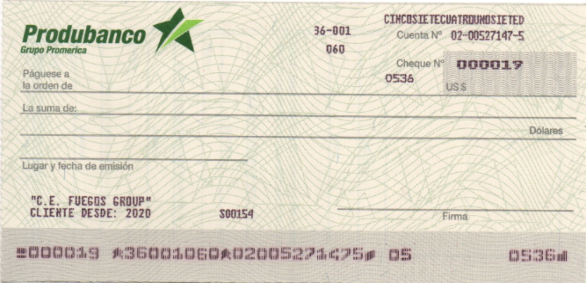 Produbanco
Grupo Promerica
36-001
060
CINCOSIETECUATROUNOSIETED
Cuenta Nº 02-00527147-5
Cheque Nº 000019
0536
US $
Páguese a
la orden de
La suma de:
Dólares
Lugar y fecha de emisión
"C.E. FUEGOS GROUP"
CLIENTE DESDE: 2020 S00154
Firma
000019 36001060 02005271475 05 0536